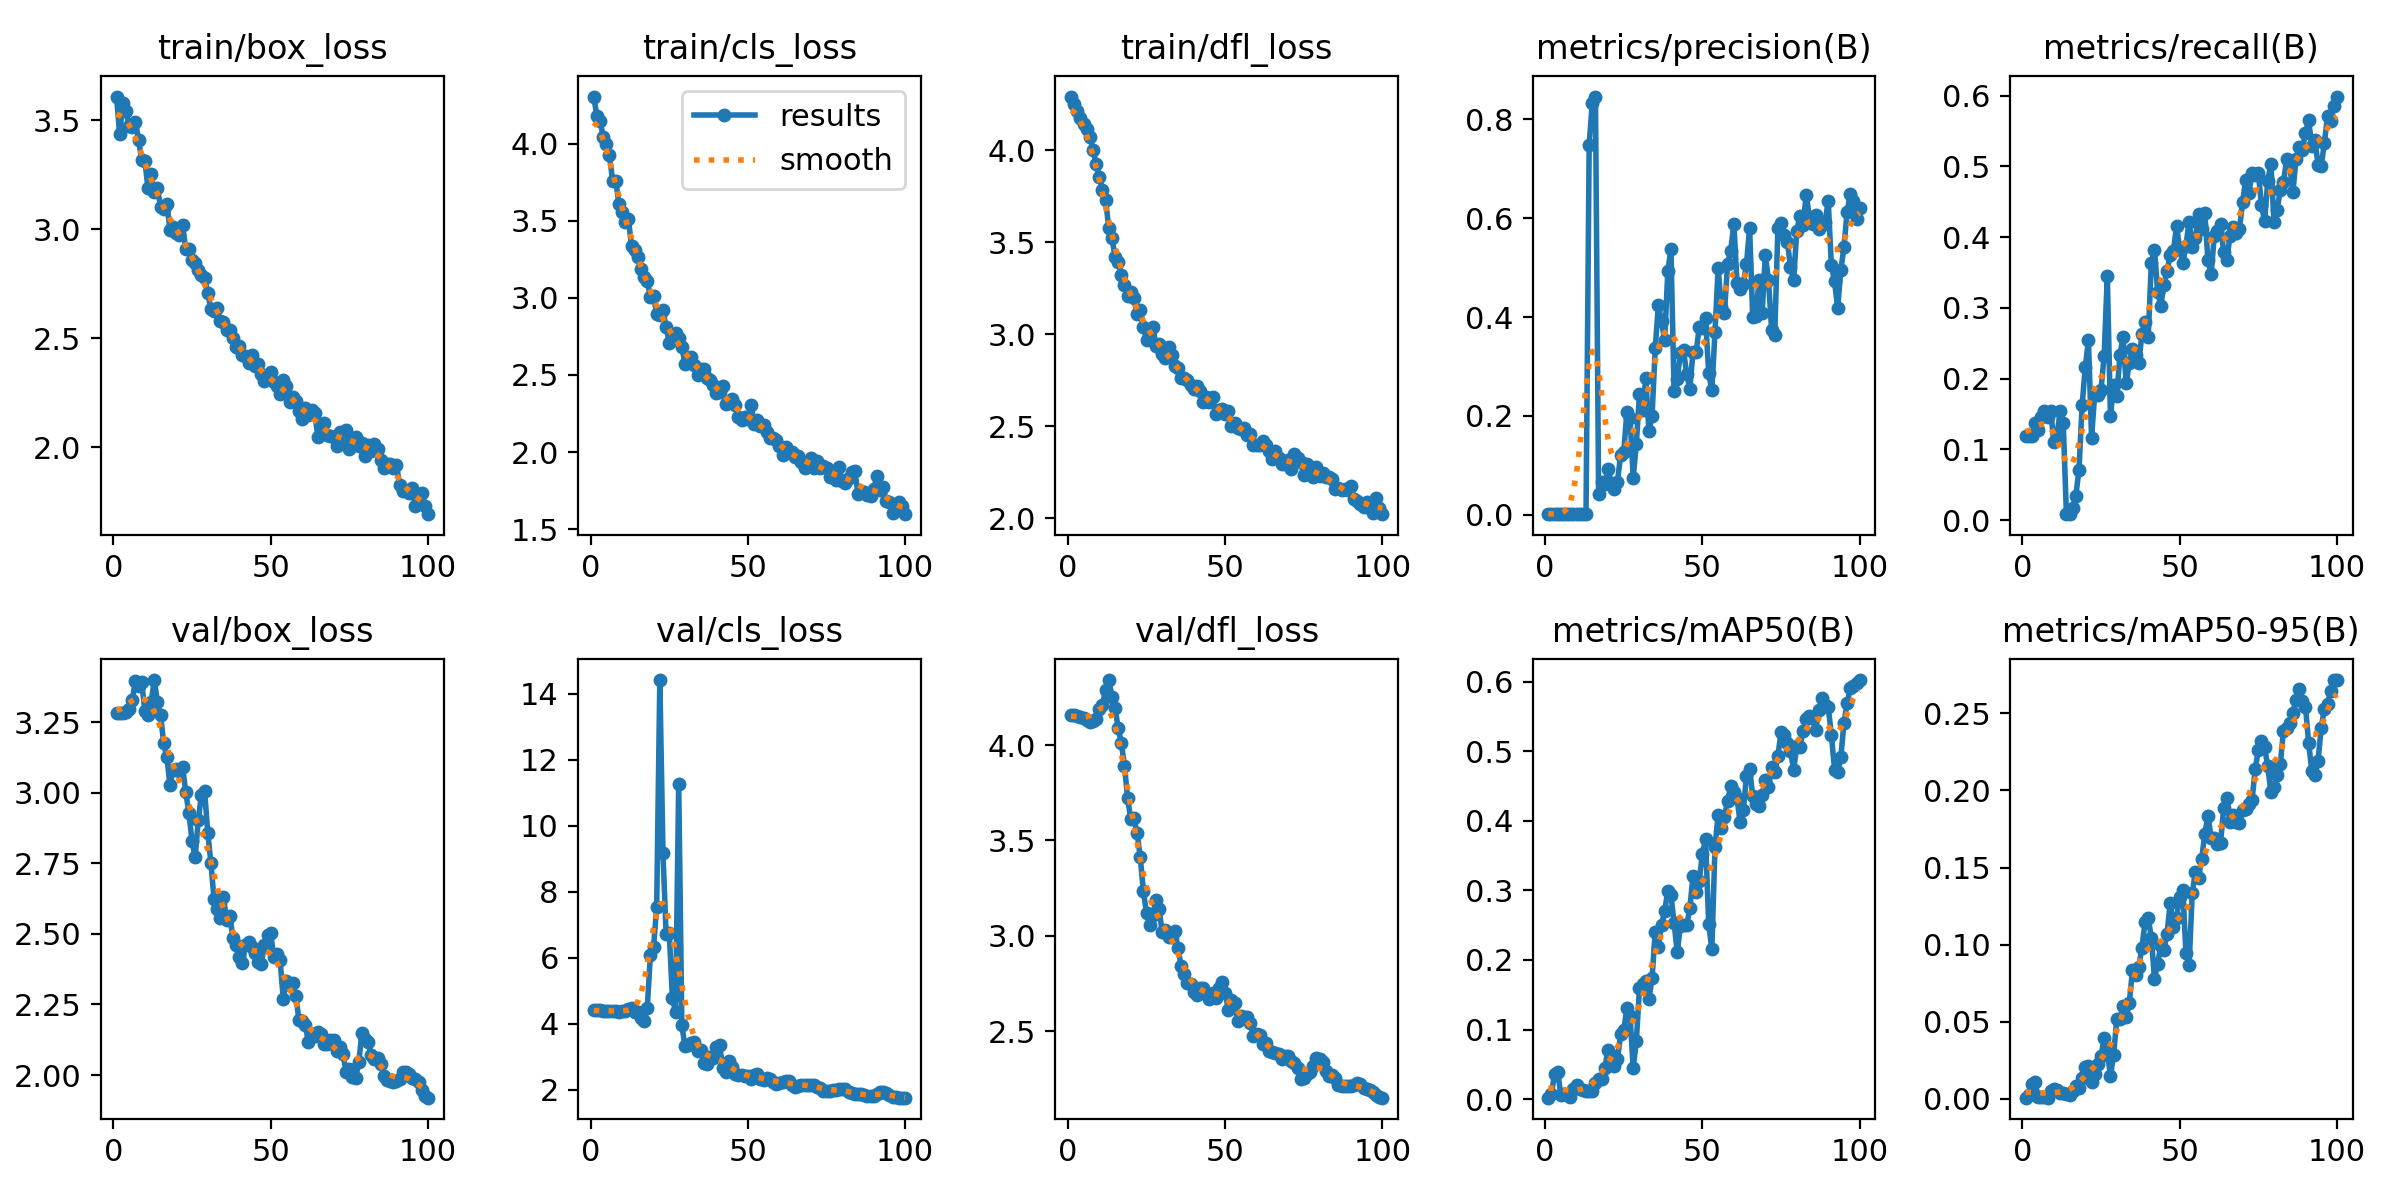 train/box_loss
3.5
3.0
2.5
2.0
0 50 100
train/cls_loss
results
smooth
4.0
3.5
3.0
2.5
2.0
1.5
0 50 100
train/dfl_loss
4.0
3.5
3.0
2.5
2.0
0 50 100
metrics/precision(B)
0.8
0.6
0.4
0.2
0.0
0 50 100
metrics/recall(B)
0.6
0.5
0.4
0.3
0.2
0.1
0.0
0 50 100
val/box_loss
3.25
3.00
2.75
2.50
2.25
2.00
0 50 100
val/cls_loss
14
12
10
8
6
4
2
0 50 100
val/dfl_loss
4.0
3.5
3.0
2.5
0 50 100
metrics/mAP50(B)
0.6
0.5
0.4
0.3
0.2
0.1
0.0
0 50 100
metrics/mAP50-95(B)
0.25
0.20
0.15
0.10
0.05
0.00
0 50 100